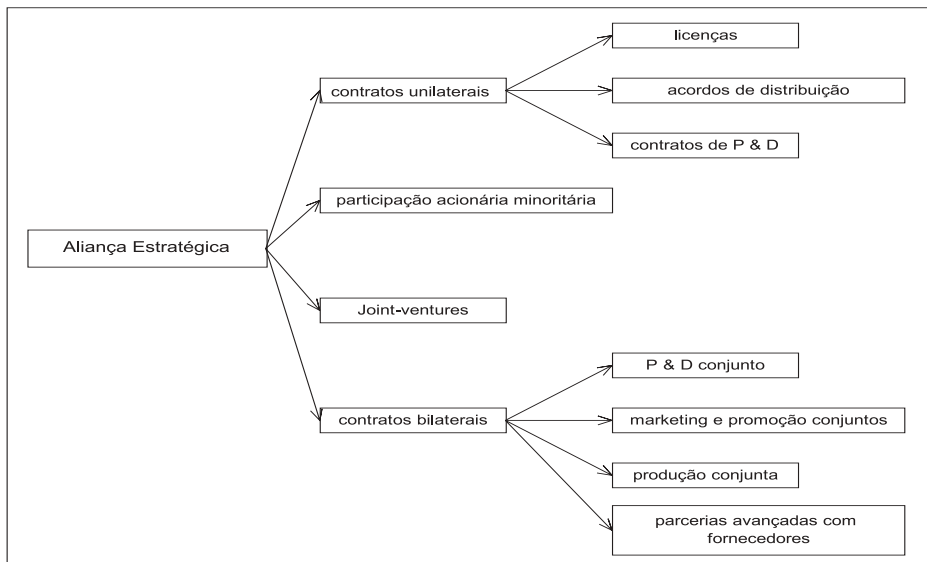 licenças
contratos unilaterais
acordos de distribuição
contratos de P & D
participação acionária minoritária
Aliança Estratégica
Joint-ventures
P & D conjunto
contratos bilaterais
marketing e promoção conjuntos
produção conjunta
parcerias avançadas com
fornecedores